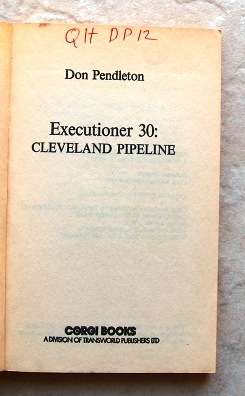 QH DP12
Don Pendleton
Executioner 30:
CLEVELAND PIPELINE
CORGI BOOKS
A DIVISION OF TRANSWORLD PUBLISHERS LTD